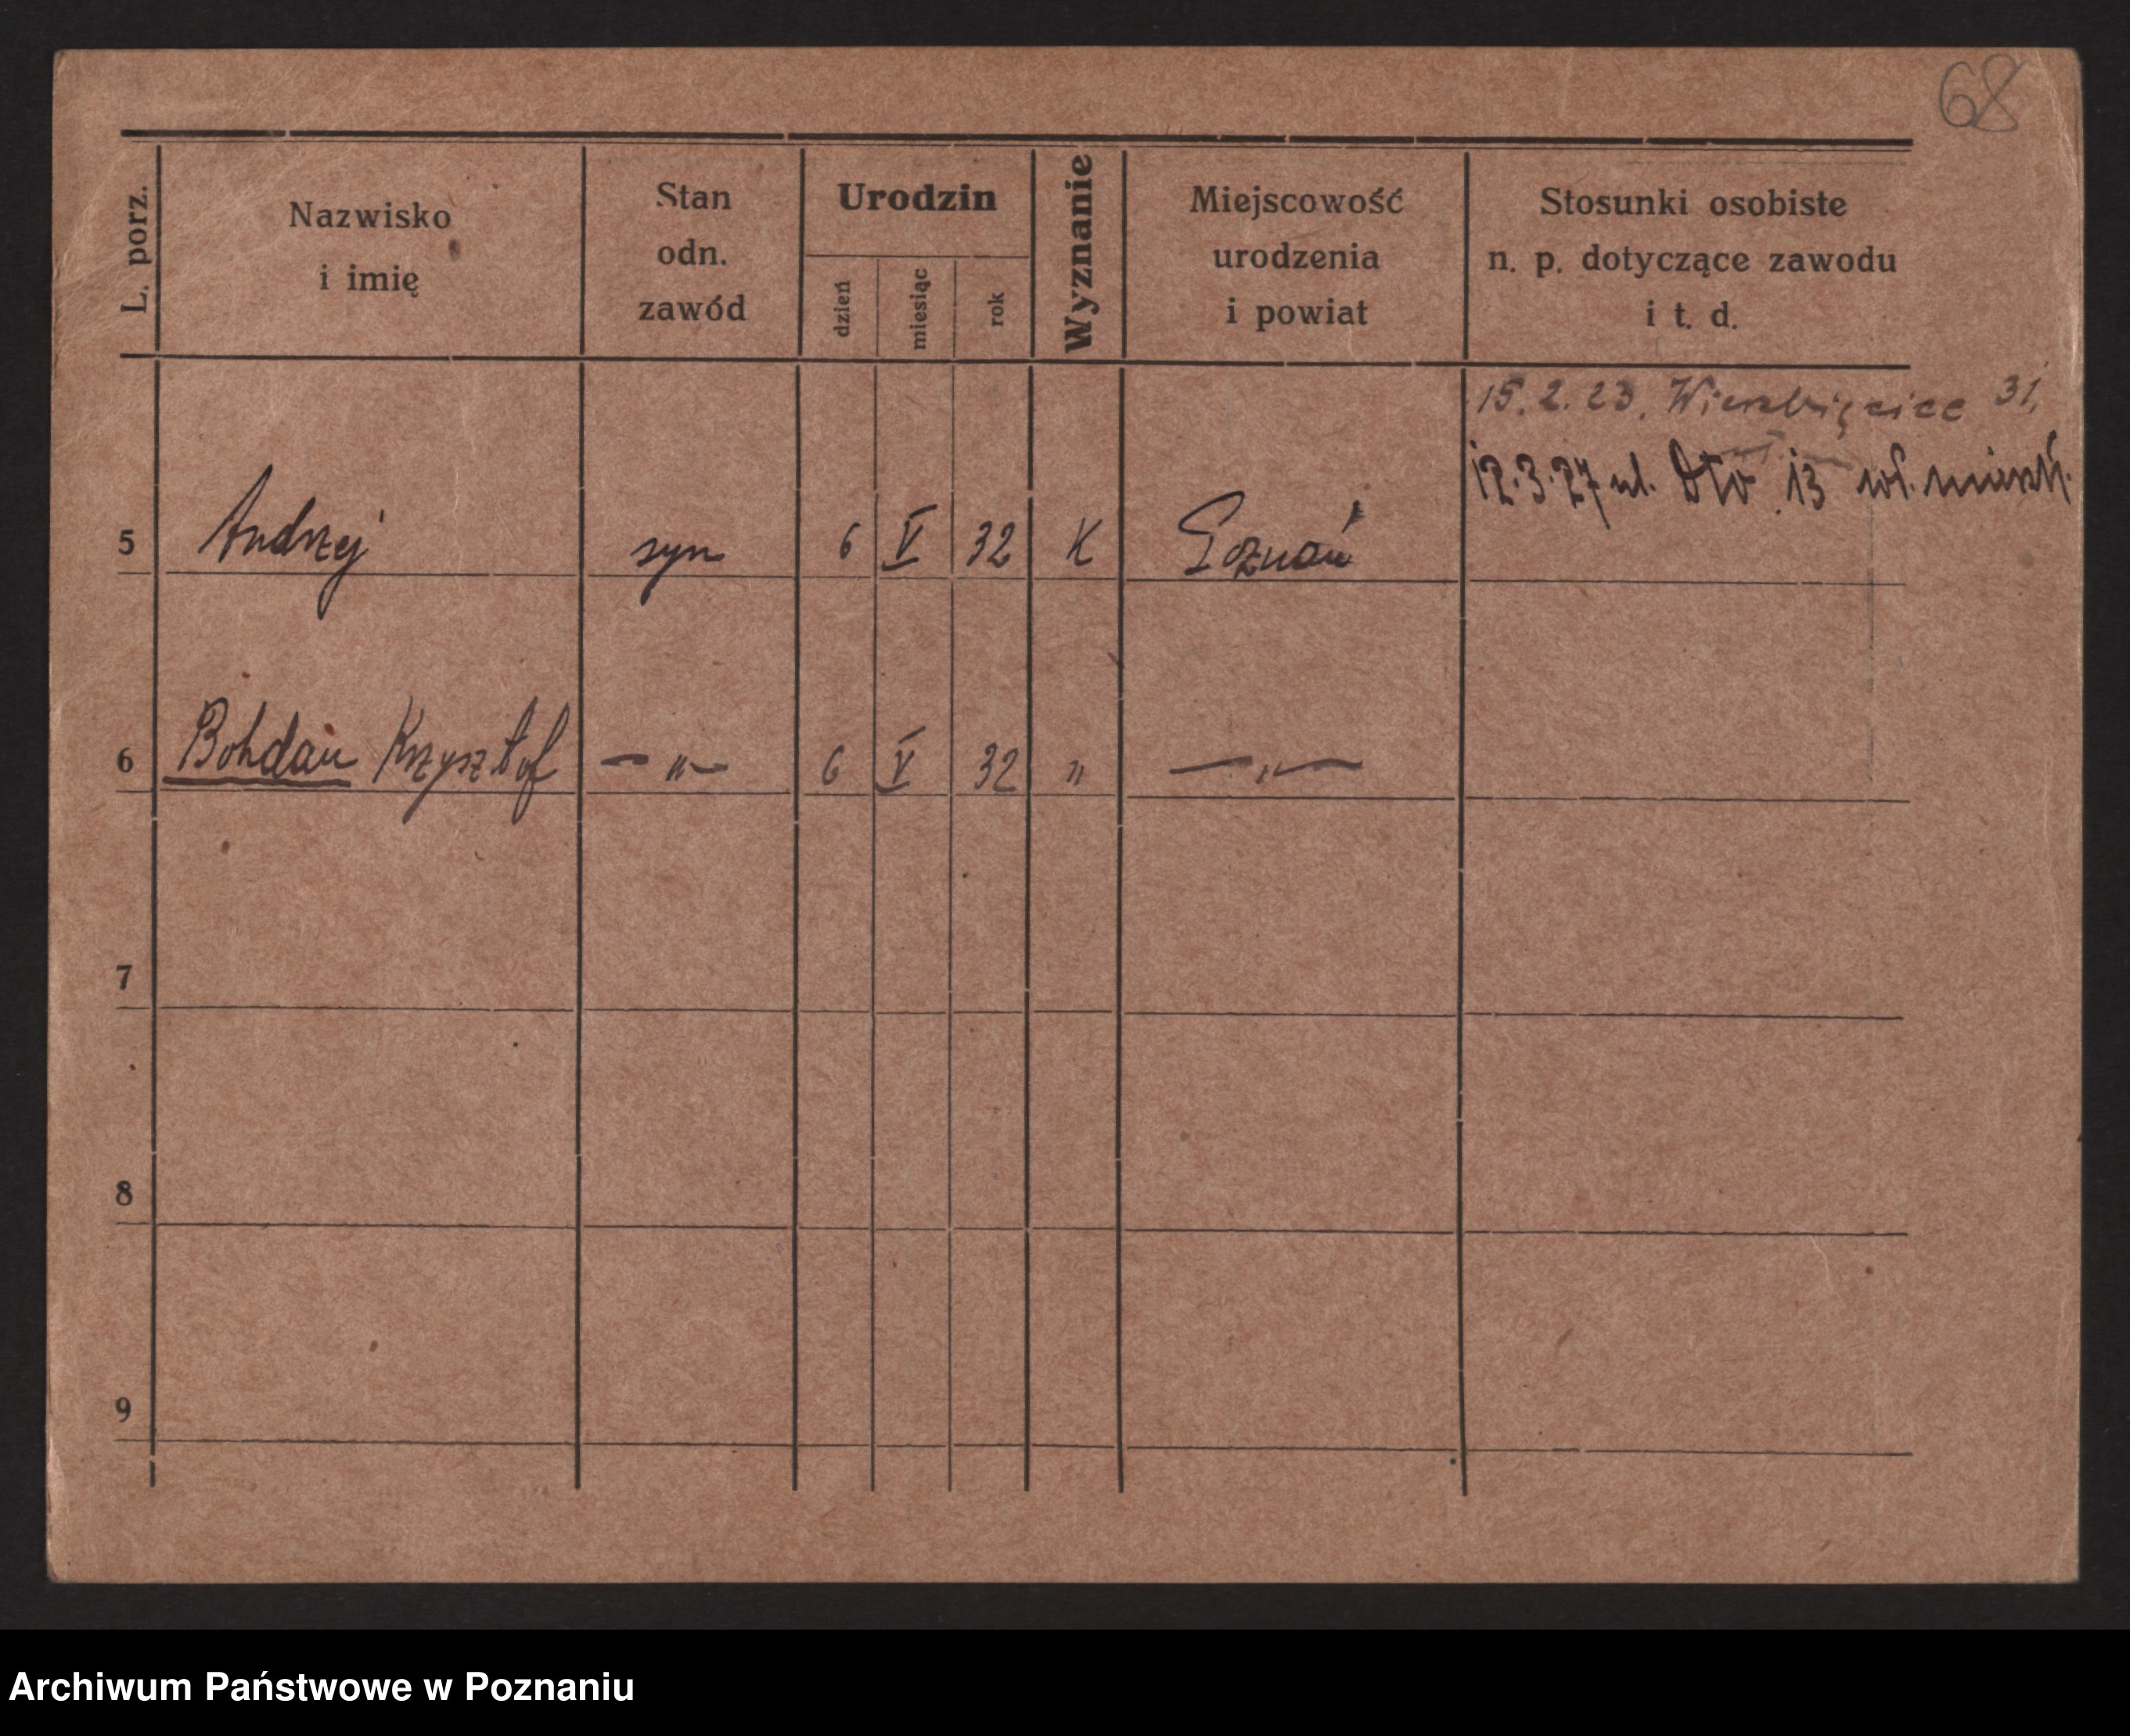 68
L. porz.
Nazwisko
i imię
Stan
odn.
zawód
Urodzin
dzień
miesiąc
rok
Wyznanie
Miejscowość
urodzenia
i powiat
Stosunki osobiste
n. p. dotyczące zawodu
i t. d.
15.2.23. Wierzbięcice 31.
12.3.27 ul. 13
5 Andrzej syn 6 V 32 K Poznań
6 Bohdan Krzysztof — " — 6 V 32 " — " —
7
8
9
Archiwum Państwowe w Poznaniu